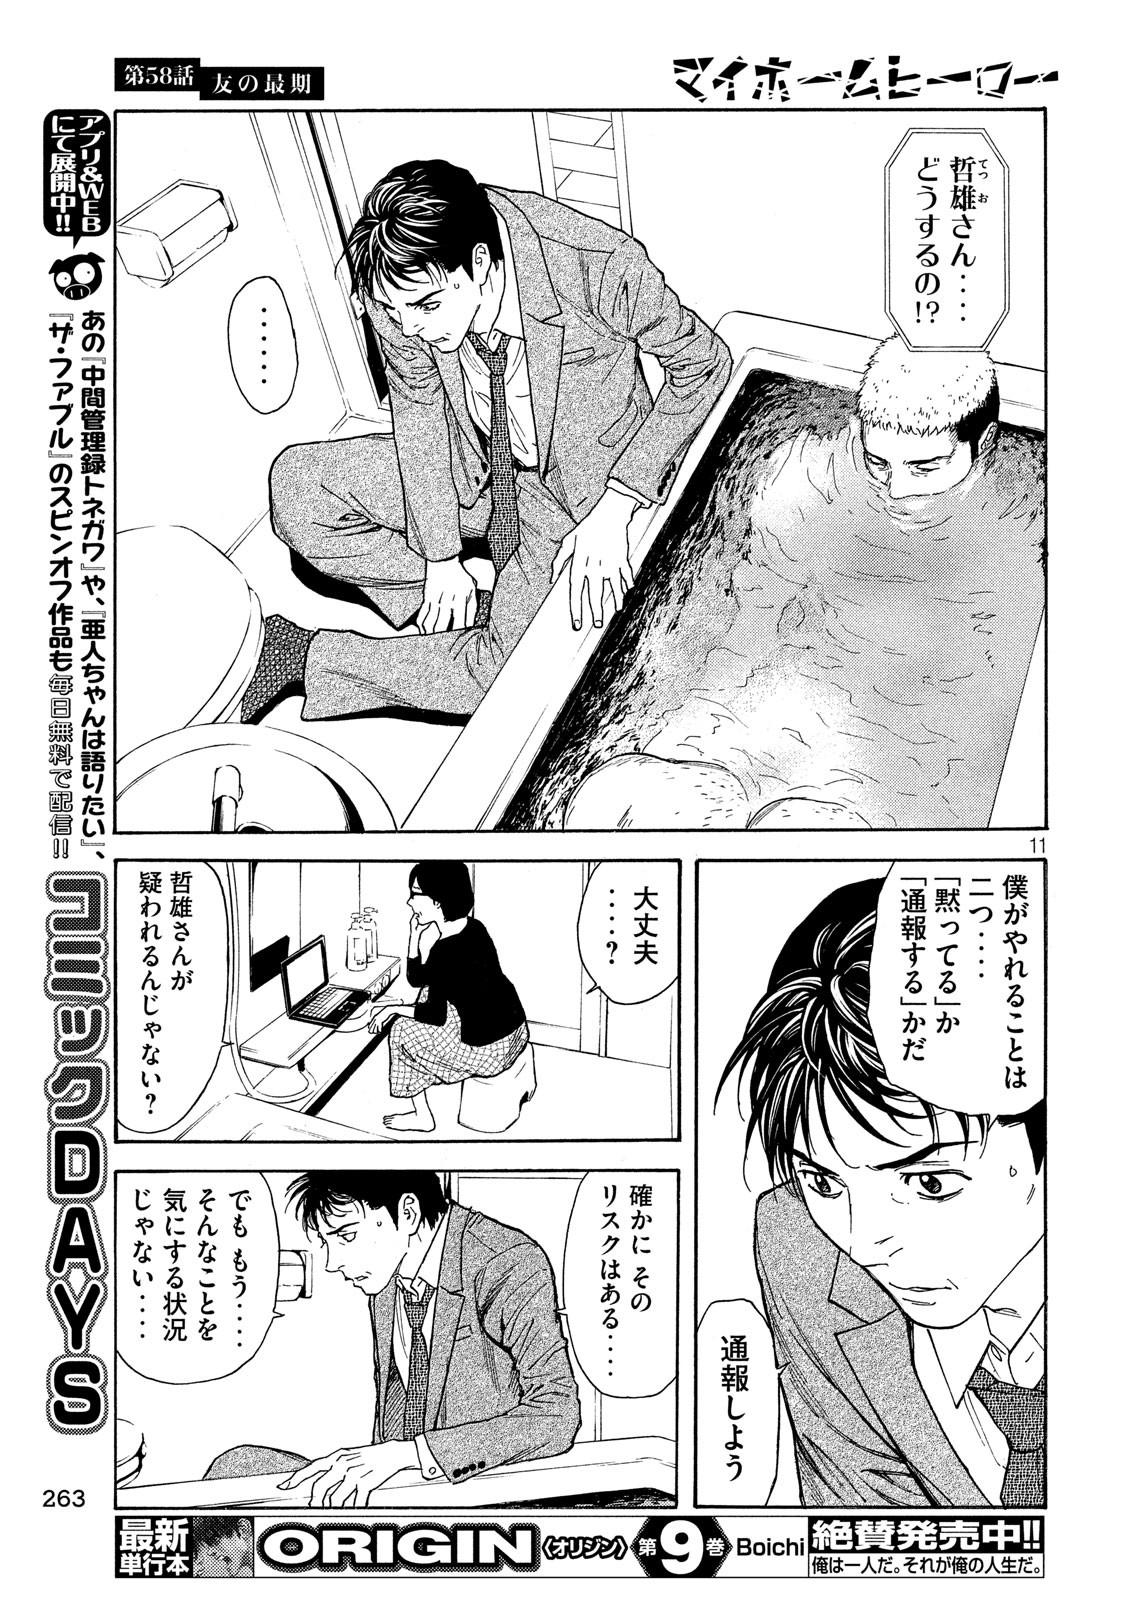 第58話
友の最期
マイホームヒーロー
哲雄さん‥‥
てつお
どうするの!?
‥‥‥
11
僕がやれることは
二つ‥‥
「黙ってる」か
「通報する」かだ
通報しよう
大丈夫
‥‥?
哲雄さんが
疑われるんじゃない?
確かに その
リスクはある‥‥
でも もう‥‥
そんなことを
気にする状況
じゃない‥‥
アプリ&WEB
にて展開中!!
あの『中間管理録トネガワ』や、『亜人ちゃんは語りたい』、
『ザ・ファブル』のスピンオフ作品も毎日無料で配信!!
コミックDAYS
263
最新
単行本
ORIGIN
〈オリジン〉
第9巻
Boichi
絶賛発売中!!
俺は一人だ。それが俺の人生だ。